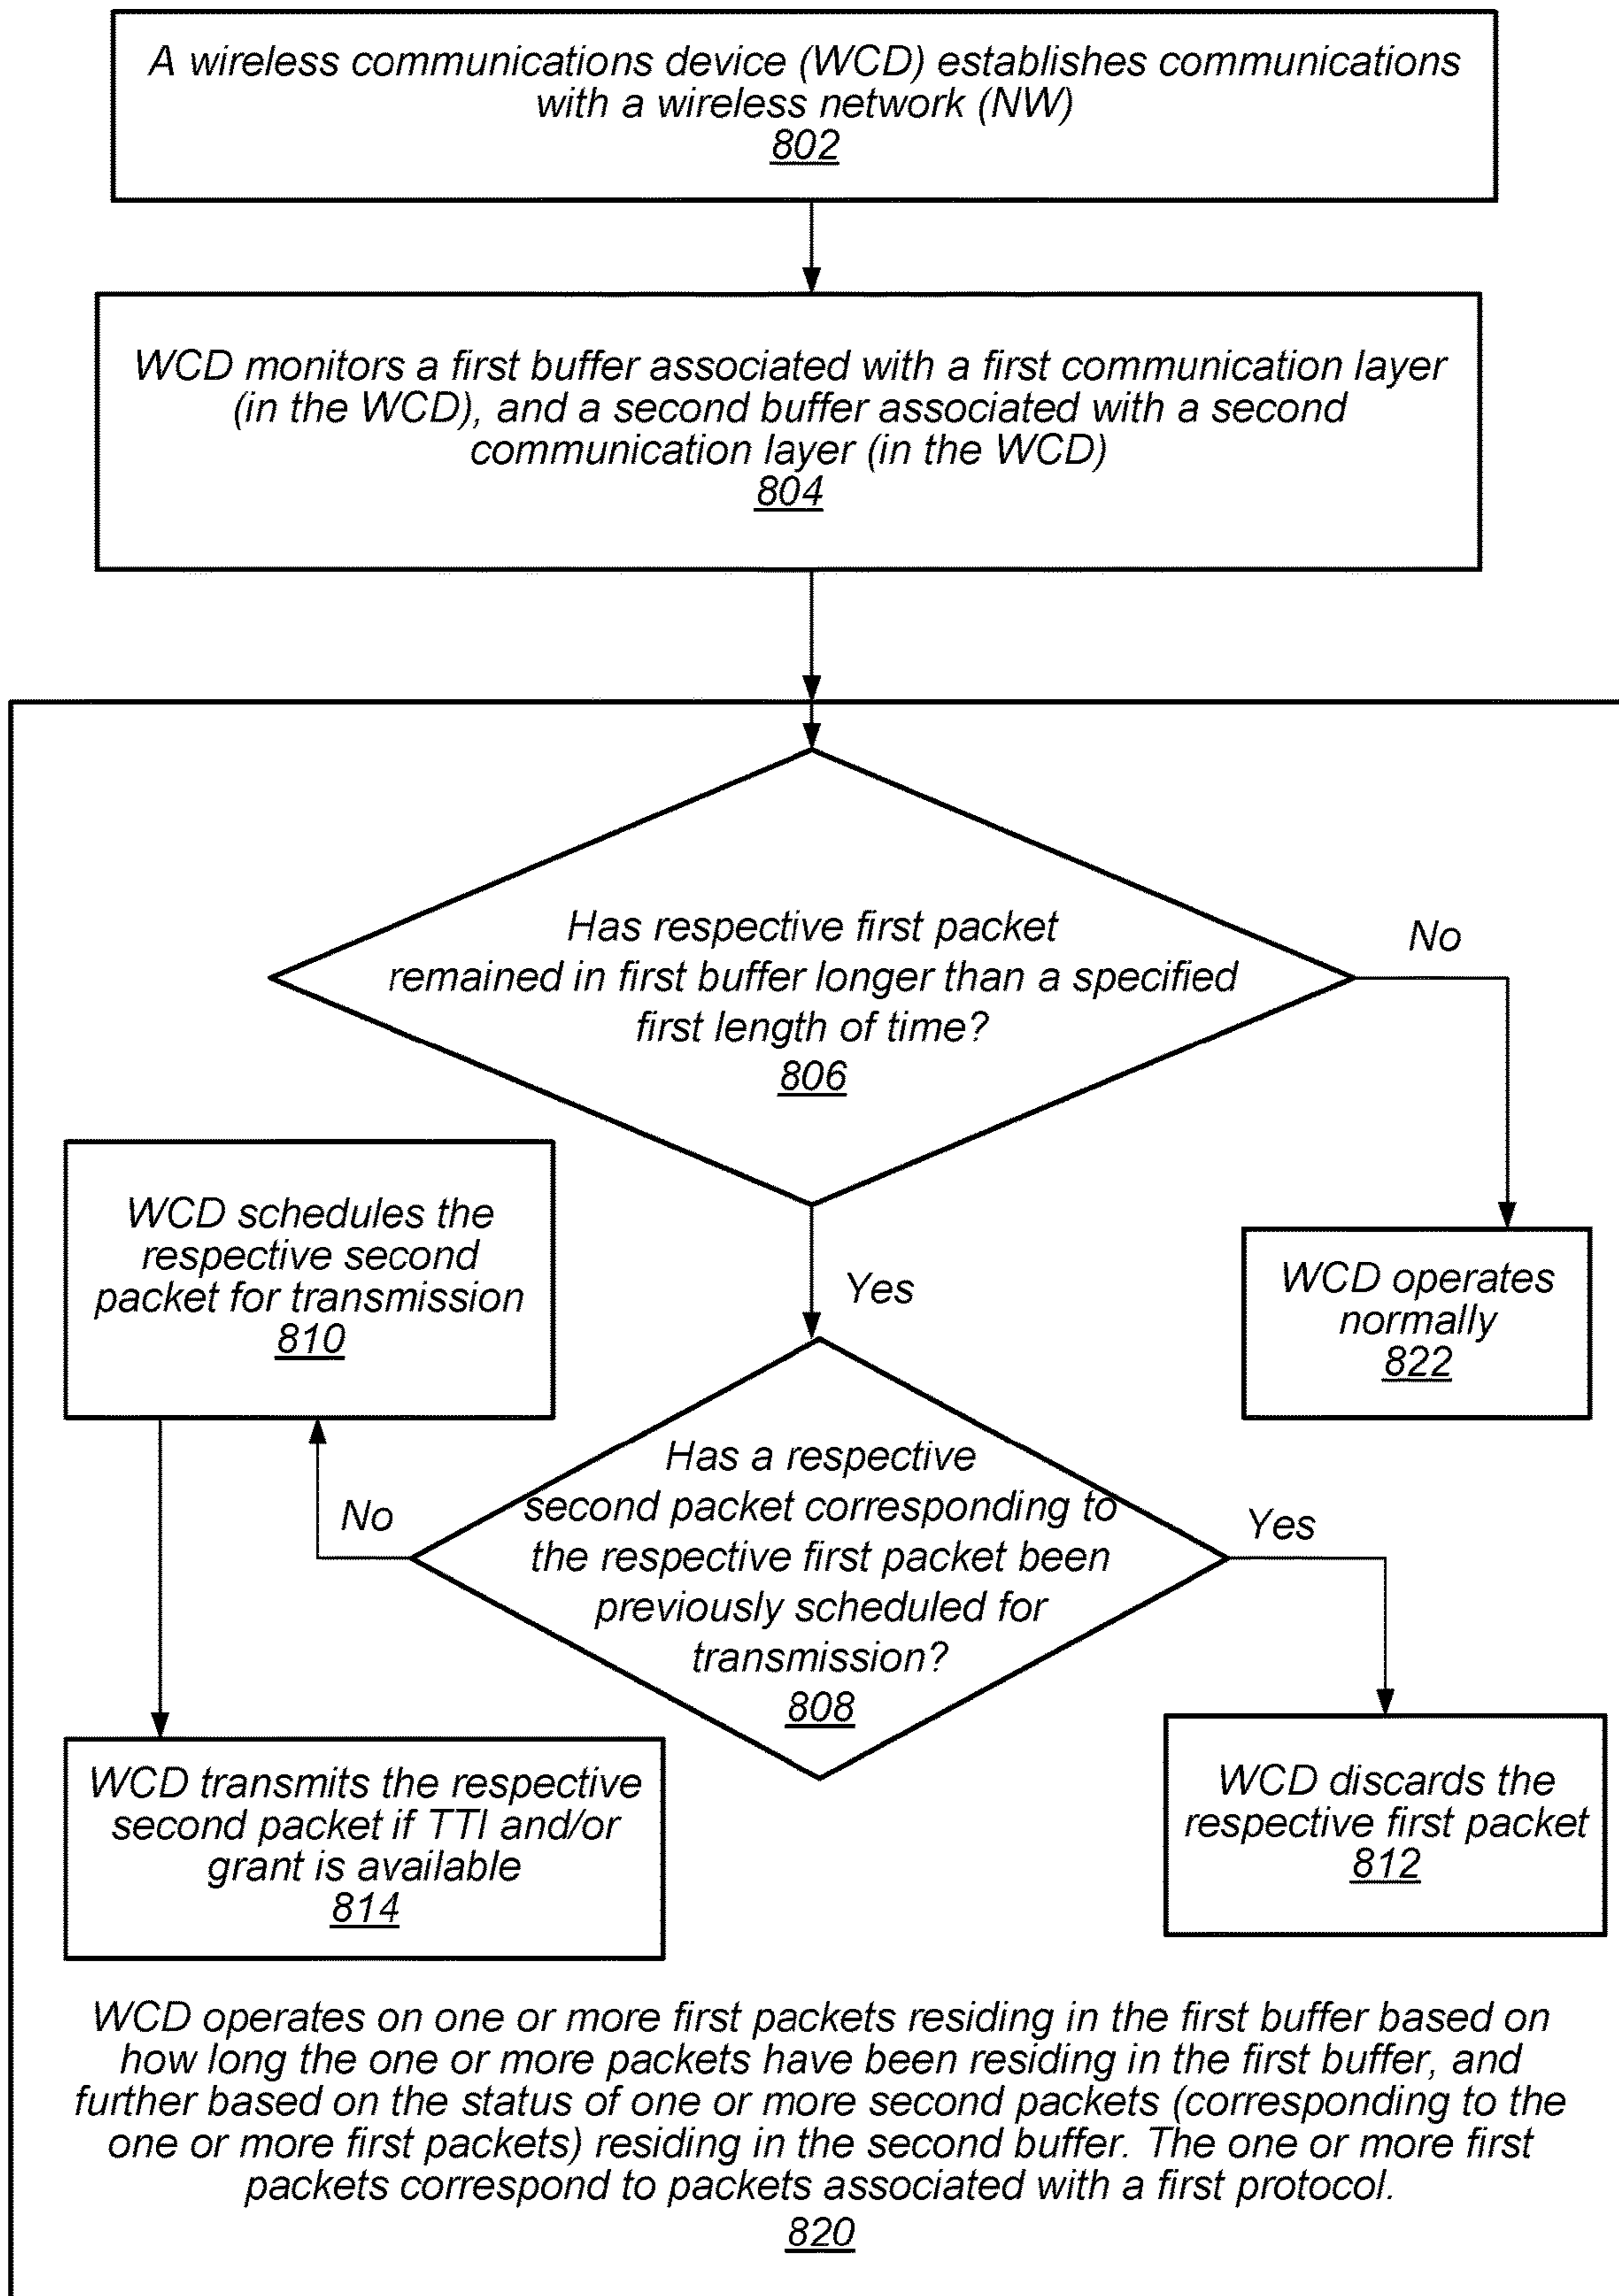 A wireless communications device (WCD) establishes communications
with a wireless network (NW)
802
WCD monitors a first buffer associated with a first communication layer
(in the WCD), and a second buffer associated with a second
communication layer (in the WCD)
804
Has respective first packet
remained in first buffer longer than a specified
first length of time?
806
No
WCD schedules the
respective second
packet for transmission
810
Yes
WCD operates
normally
822
Has a respective
second packet corresponding to
the respective first packet been
previously scheduled for
transmission?
808
No
Yes
WCD transmits the respective
second packet if TTI and/or
grant is available
814
WCD discards the
respective first packet
812
WCD operates on one or more first packets residing in the first buffer based on
how long the one or more packets have been residing in the first buffer, and
further based on the status of one or more second packets (corresponding to the
one or more first packets) residing in the second buffer. The one or more first
packets correspond to packets associated with a first protocol.
820